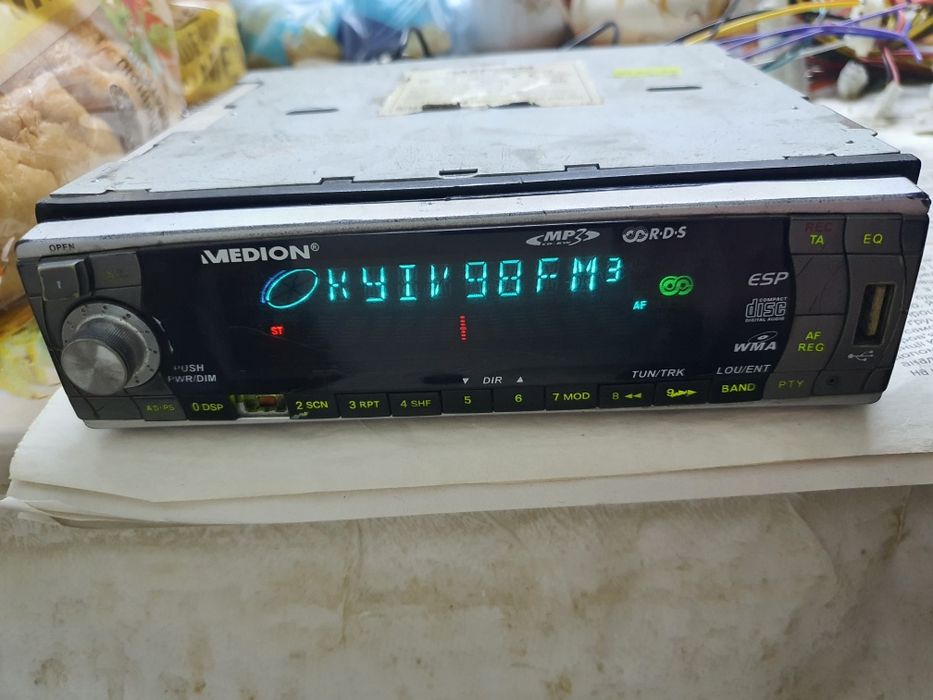 OPEN
MEDION®
MP3
R·D·S
TA
EQ
KYIV98FM3
ESP
AF
ST
COMPACT
disc
DIGITAL AUDIO
WMA
AF
REG
PUSH
PWR/DIM
DIR
TUN/TRK
LOU/ENT
AS/PS
0 DSP
2 SCN
3 RPT
4 SHF
5
6
7 MOD
8
9
BAND
PTY